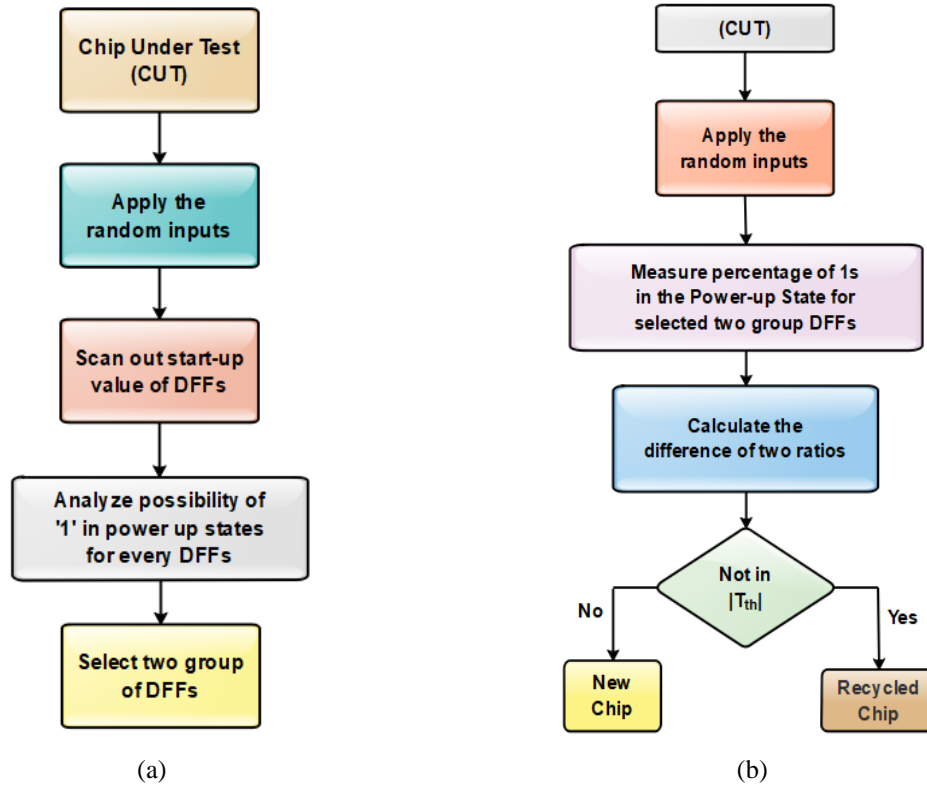 Chip Under Test
(CUT)
Apply the
random inputs
Scan out start-up
value of DFFs
Analyze possibility of
'1' in power up states
for every DFFs
Select two group
of DFFs
(a)
(CUT)
Apply the
random inputs
Measure percentage of 1s
in the Power-up State for
selected two group DFFs
Calculate the
difference of two ratios
Not in
|Tth|
No
Yes
New
Chip
Recycled
Chip
(b)